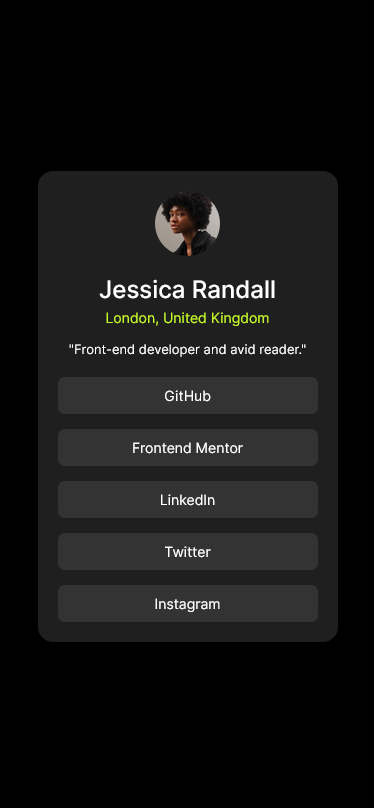 Jessica Randall
London, United Kingdom
"Front-end developer and avid reader."
GitHub
Frontend Mentor
LinkedIn
Twitter
Instagram